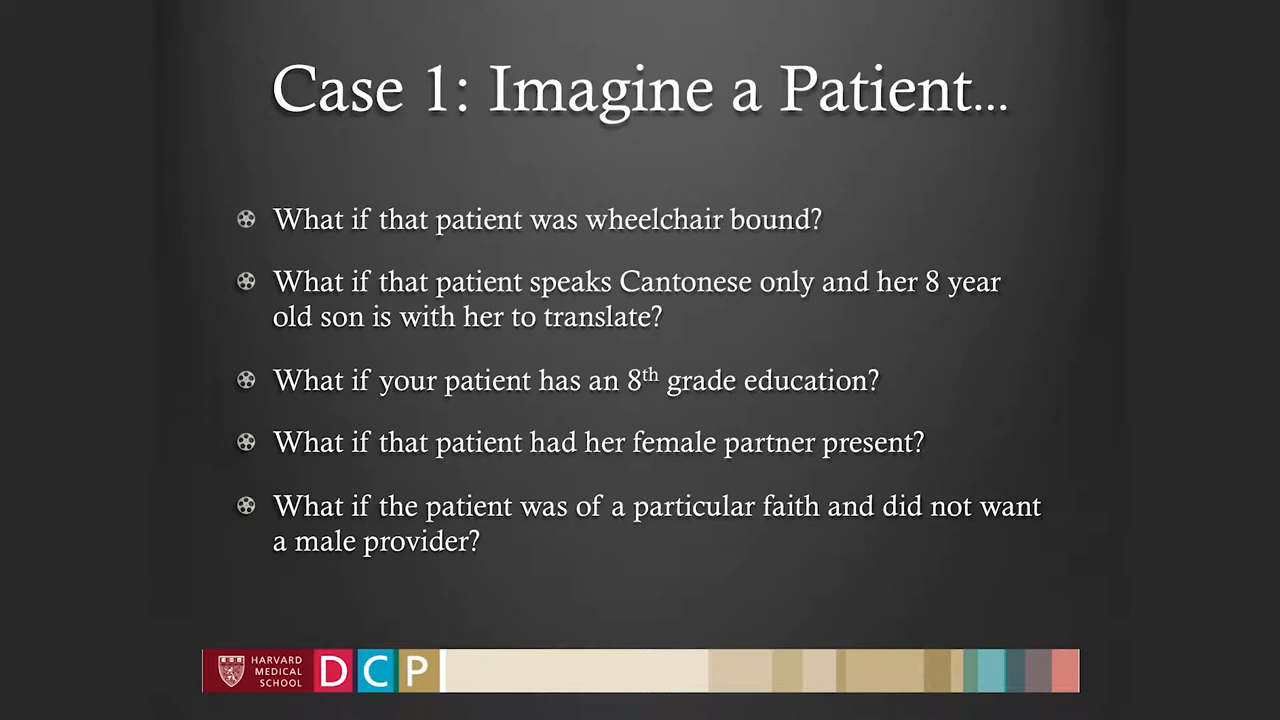 Case 1: Imagine a Patient...
What if that patient was wheelchair bound?
What if that patient speaks Cantonese only and her 8 year
old son is with her to translate?
What if your patient has an 8th grade education?
What if that patient had her female partner present?
What if the patient was of a particular faith and did not want
a male provider?
HARVARD
MEDICAL
SCHOOL
DCP